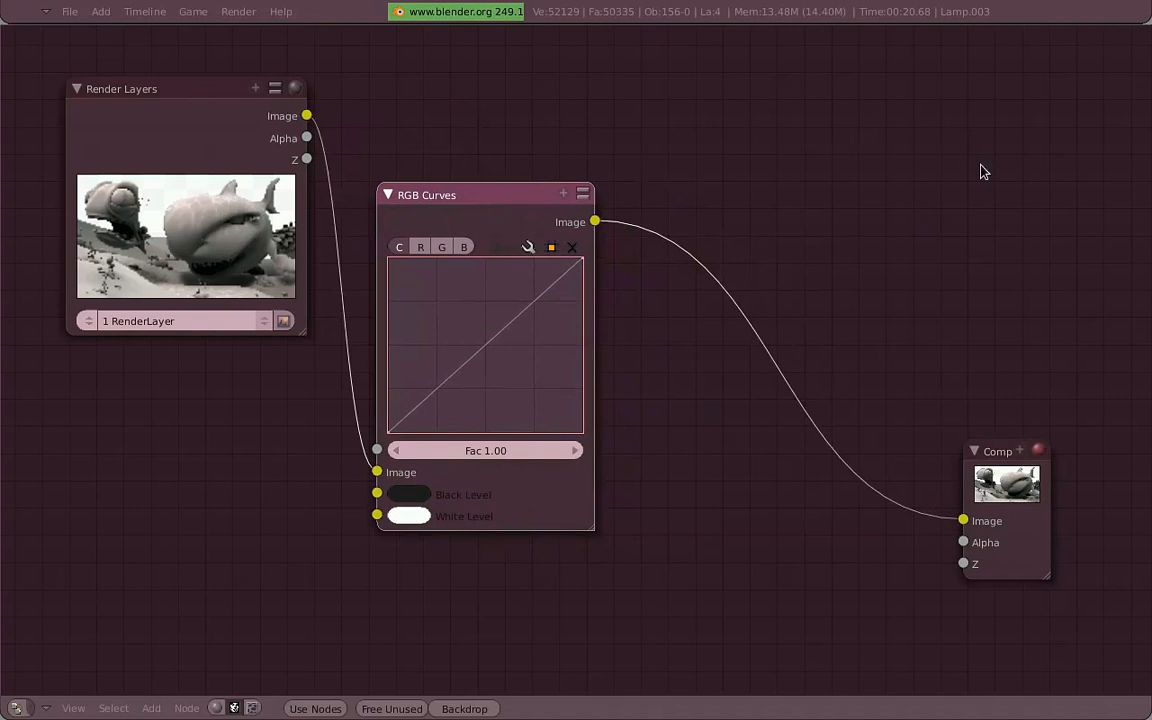 File Add Timeline Game Render Help www.blender.org 249.1 Ve:52129 | Fa:50335 | Ob:156-0 | La:4 | Mem:13.48M (14.40M) | Time:00:20.68 | Lamp.003
Render Layers
Image
Alpha
Z
1 RenderLayer
RGB Curves
Image
C R G B
Fac 1.00
Image
Black Level
White Level
Comp
Image
Alpha
Z
View Select Add Node Use Nodes Free Unused Backdrop